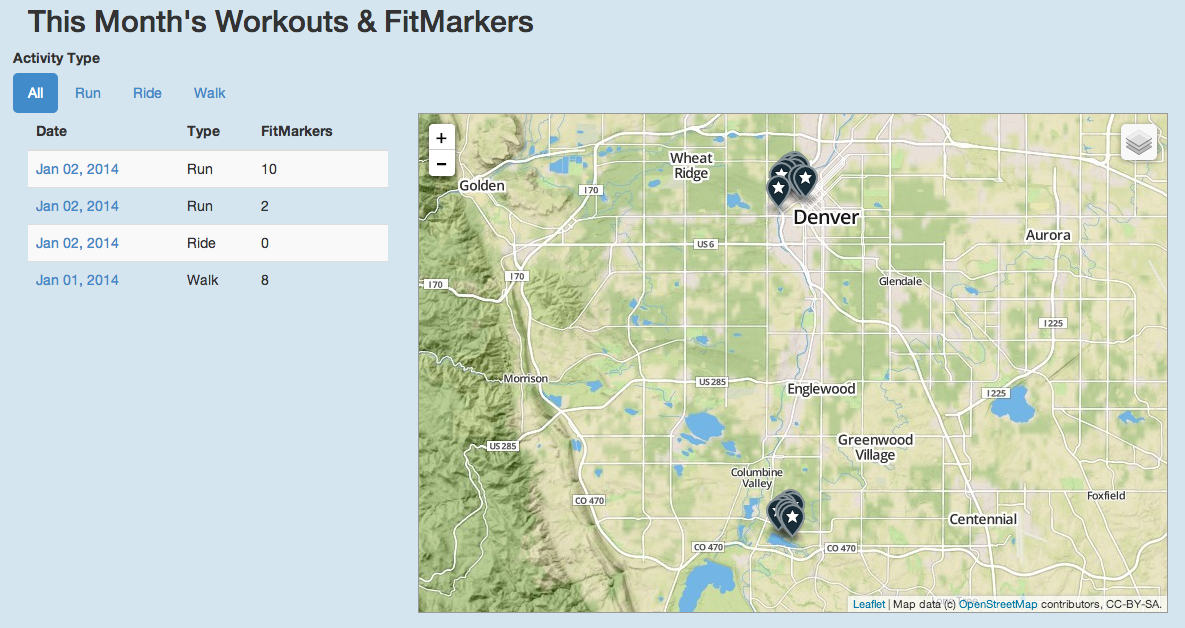 This Month's Workouts & FitMarkers
Activity Type
All Run Ride Walk
Date Type FitMarkers
Jan 02, 2014 Run 10
Jan 02, 2014 Run 2
Jan 02, 2014 Ride 0
Jan 01, 2014 Walk 8
+
−
Wheat
Ridge
Golden
I 70
Denver
Aurora
US 6
I 70
I 70
Glendale
I 225
Morrison
US 285
Englewood
I 225
Greenwood
Village
US 285
Columbine
Valley
CO 470
Foxfield
Centennial
CO 470
CO 470
Leaflet | Map data (c) OpenStreetMap contributors, CC-BY-SA.